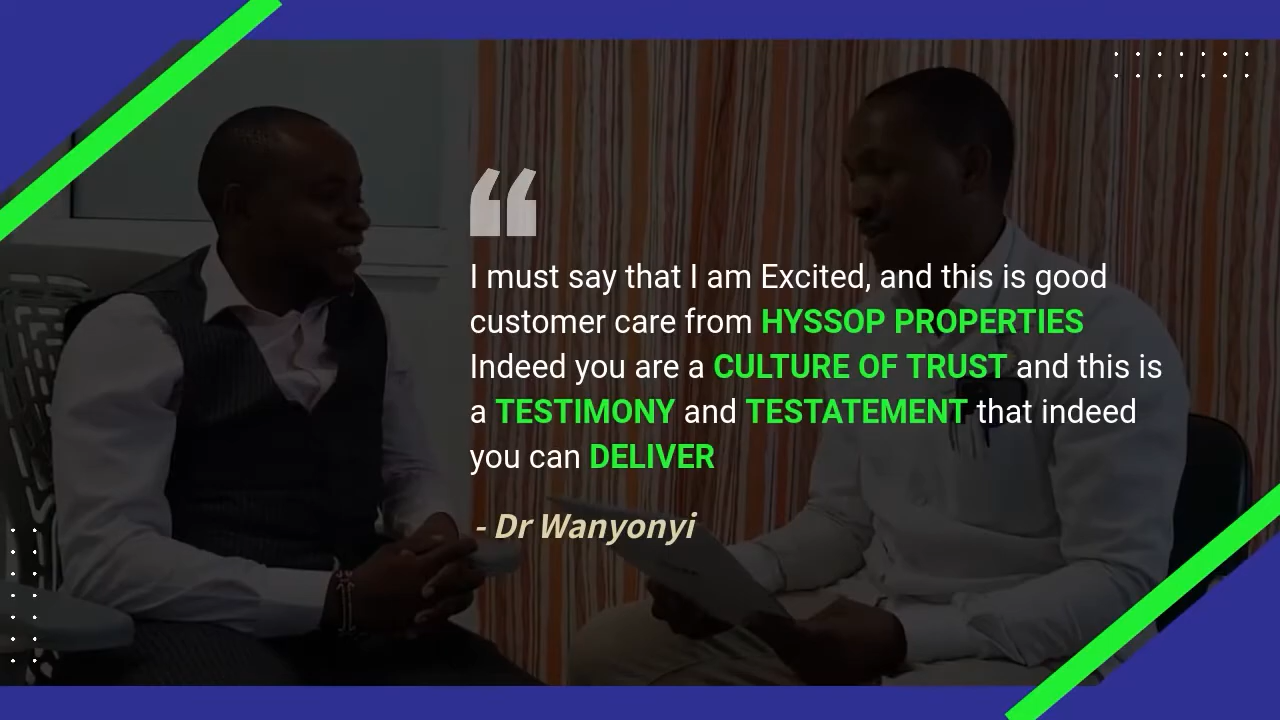 I must say that I am Excited, and this is good
customer care from HYSSOP PROPERTIES
Indeed you are a CULTURE OF TRUST and this is
a TESTIMONY and TESTATEMENT that indeed
you can DELIVER
- Dr Wanyonyi